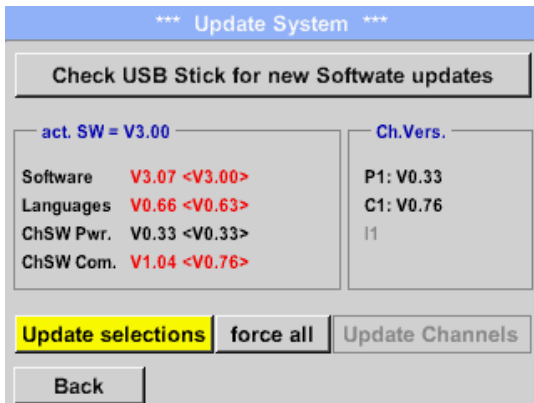 *** Update System ***
Check USB Stick for new Softwate updates
act. SW = V3.00
Software V3.07 <V3.00>
Languages V0.66 <V0.63>
ChSW Pwr. V0.33 <V0.33>
ChSW Com. V1.04 <V0.76>
Ch.Vers.
P1: V0.33
C1: V0.76
I1
Update selections force all Update Channels
Back